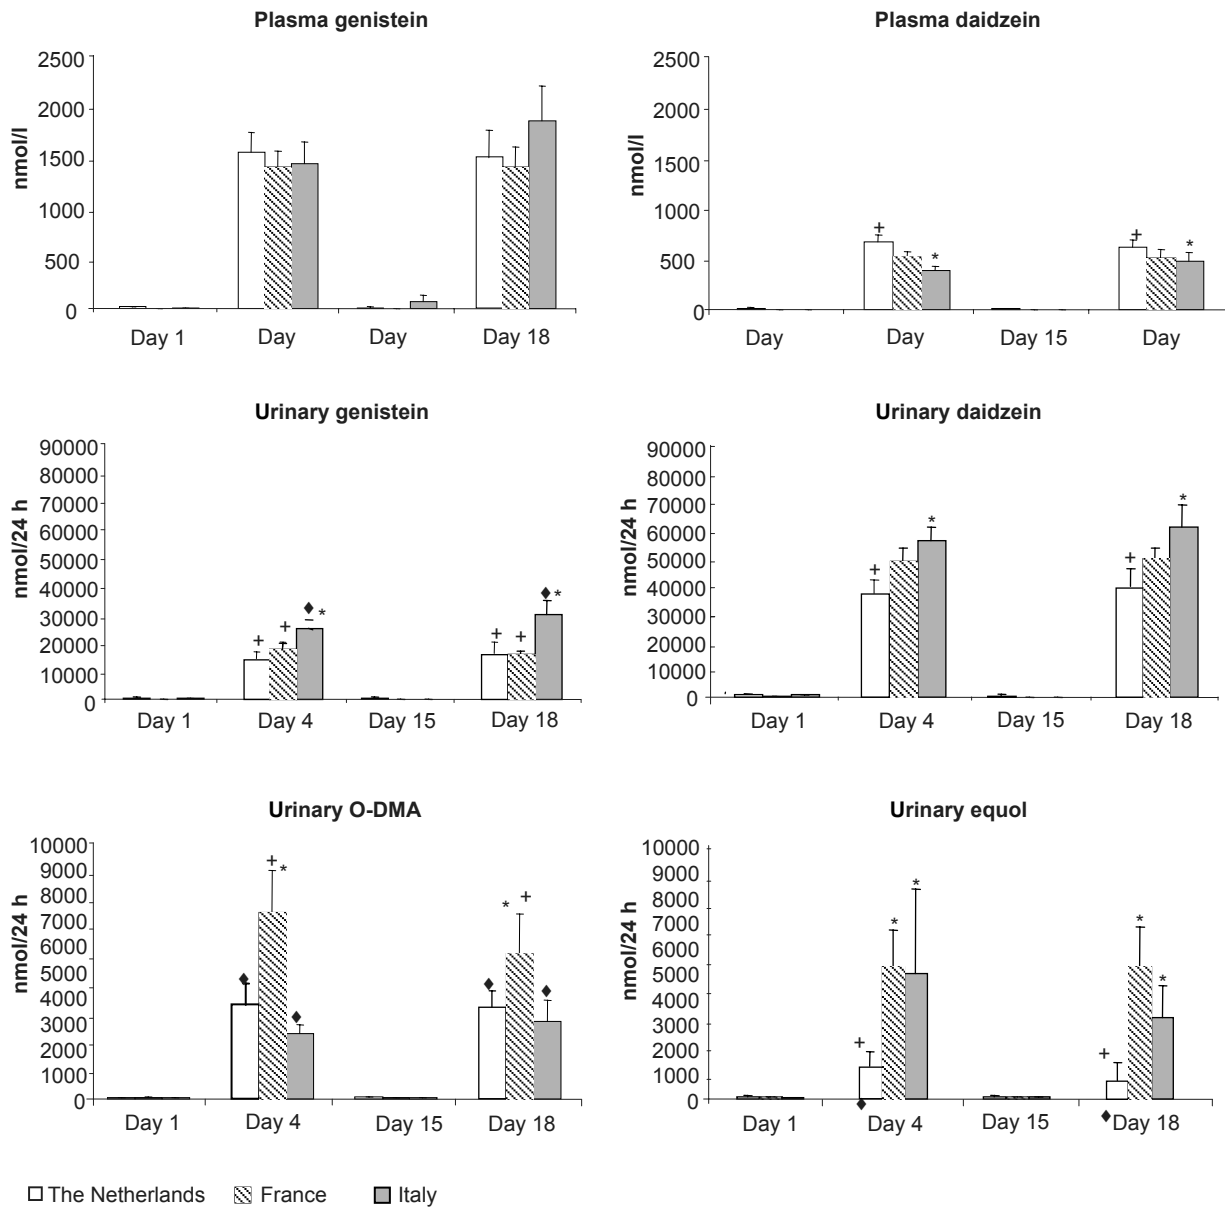 Plasma genistein
nmol/l
2500
2000
1500
1000
500
0
Day 1 Day Day Day 18
Plasma daidzein
nmol/l
2500
2000
1500
1000
500
0
+ * + *
Day Day Day 15 Day
Urinary genistein
nmol/24 h
90000
80000
70000
60000
50000
40000
30000
20000
10000
0
+ + ♦ * + + ♦ *
Day 1 Day 4 Day 15 Day 18
Urinary daidzein
nmol/24 h
90000
80000
70000
60000
50000
40000
30000
20000
10000
0
+ * + *
Day 1 Day 4 Day 15 Day 18
Urinary O-DMA
nmol/24 h
10000
9000
8000
7000
6000
5000
4000
3000
2000
1000
0
♦ + * ♦ ♦ * + ♦
Day 1 Day 4 Day 15 Day 18
Urinary equol
nmol/24 h
10000
9000
8000
7000
6000
5000
4000
3000
2000
1000
0
+ ♦ * * + ♦ * *
Day 1 Day 4 Day 15 Day 18
The Netherlands France Italy